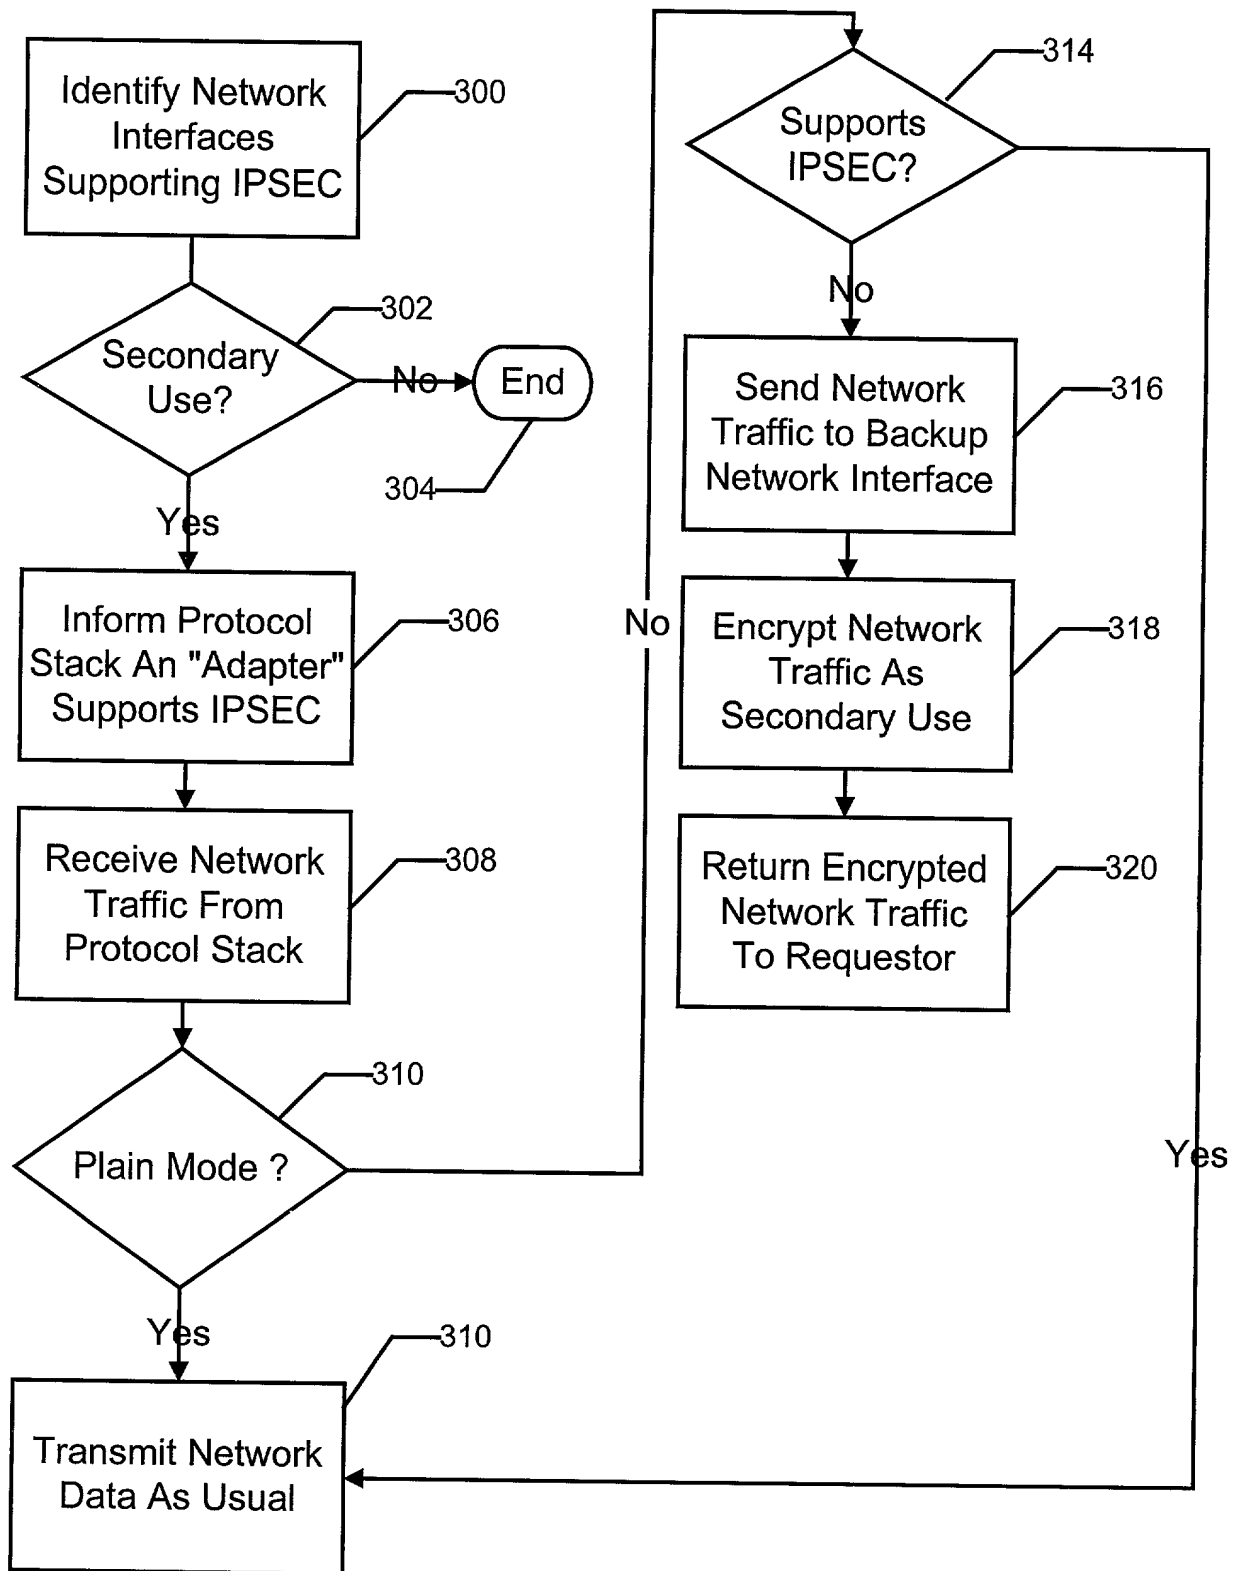 Identify Network
Interfaces
Supporting IPSEC
300
Secondary
Use?
302
No
End
304
Yes
Inform Protocol
Stack An "Adapter"
Supports IPSEC
306
Receive Network
Traffic From
Protocol Stack
308
Plain Mode ?
310
No
Yes
Transmit Network
Data As Usual
310
Supports
IPSEC?
314
No
Send Network
Traffic to Backup
Network Interface
316
Encrypt Network
Traffic As
Secondary Use
318
Return Encrypted
Network Traffic
To Requestor
320
Yes